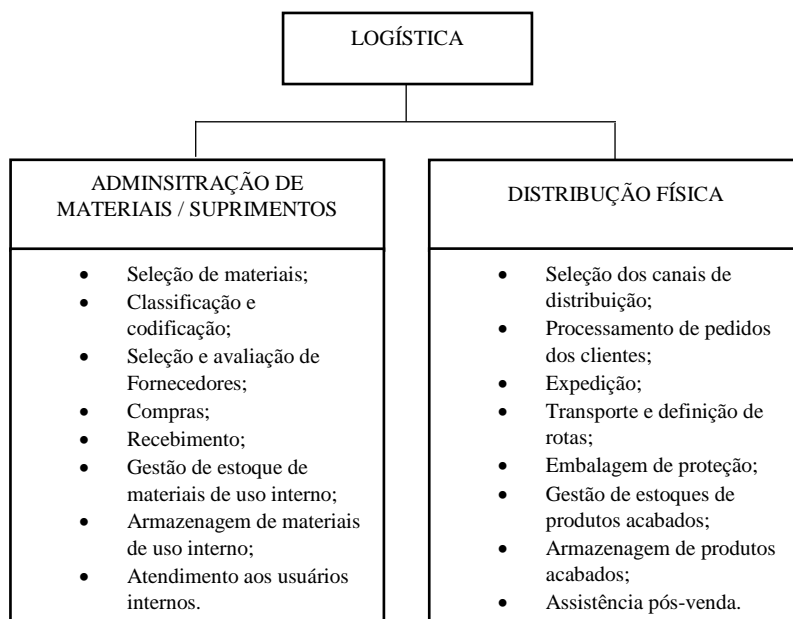 LOGÍSTICA
ADMINSITRAÇÃO DE
MATERIAIS / SUPRIMENTOS
• Seleção de materiais;
• Classificação e
codificação;
• Seleção e avaliação de
Fornecedores;
• Compras;
• Recebimento;
• Gestão de estoque de
materiais de uso interno;
• Armazenagem de materiais
de uso interno;
• Atendimento aos usuários
internos.
DISTRIBUÇÃO FÍSICA
• Seleção dos canais de
distribuição;
• Processamento de pedidos
dos clientes;
• Expedição;
• Transporte e definição de
rotas;
• Embalagem de proteção;
• Gestão de estoques de
produtos acabados;
• Armazenagem de produtos
acabados;
• Assistência pós-venda.